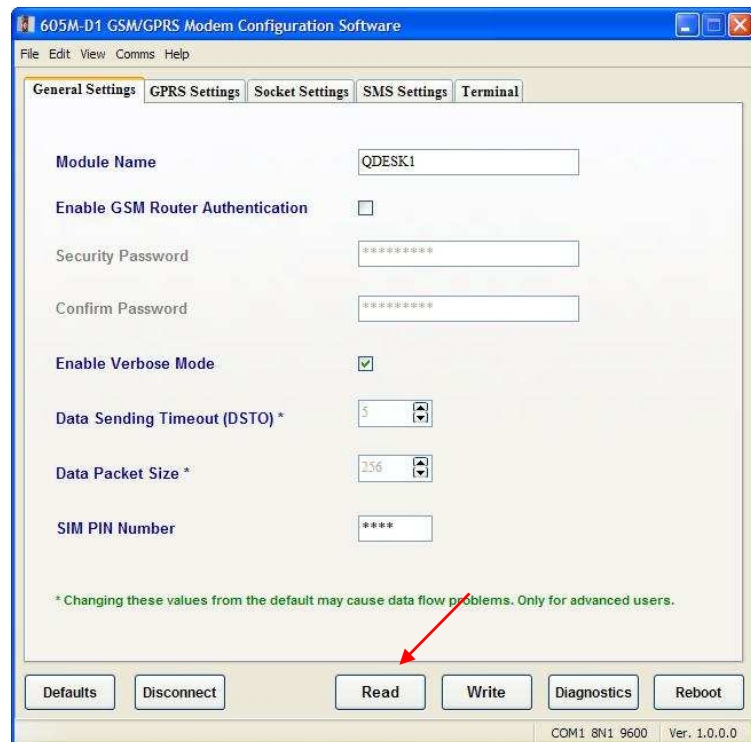 605M-D1 GSM/GPRS Modem Configuration Software
File Edit View Comms Help
General Settings GPRS Settings Socket Settings SMS Settings Terminal
Module Name QDESK1
Enable GSM Router Authentication
Security Password *********
Confirm Password *********
Enable Verbose Mode
Data Sending Timeout (DSTO) * 5
Data Packet Size * 256
SIM PIN Number ****
* Changing these values from the default may cause data flow problems. Only for advanced users.
Defaults Disconnect Read Write Diagnostics Reboot
COM1 8N1 9600 Ver. 1.0.0.0